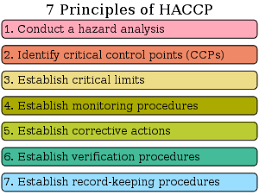 7 Principles of HACCP
1. Conduct a hazard analysis
2. Identify critical control points (CCPs)
3. Establish critical limits
4. Establish monitoring procedures
5. Establish corrective actions
6. Establish verification procedures
7. Establish record-keeping procedures